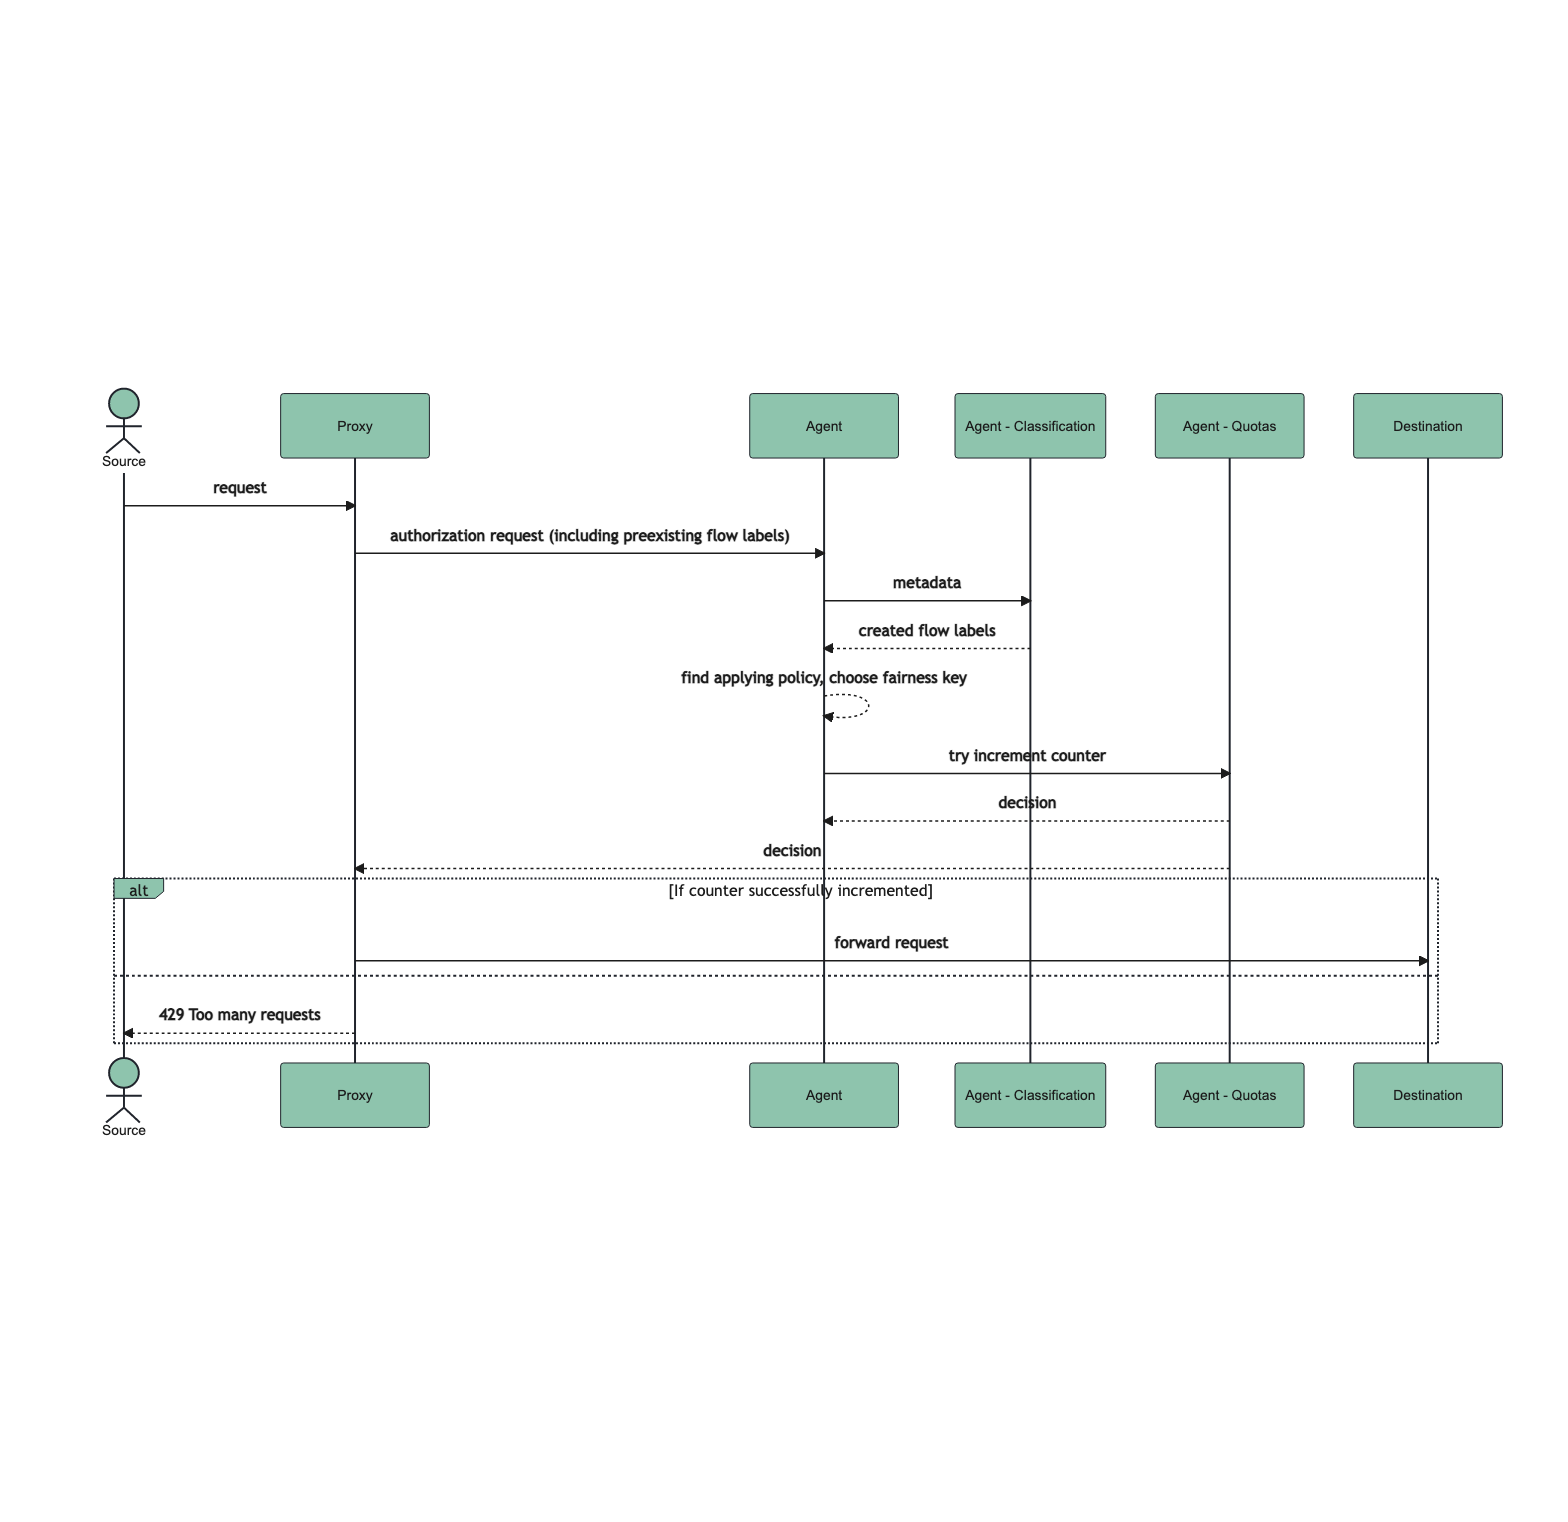 Source
Proxy
Agent
Agent - Classification
Agent - Quotas
Destination
request
authorization request (including preexisting flow labels)
metadata
created flow labels
find applying policy, choose fairness key
try increment counter
decision
decision
alt
[If counter successfully incremented]
forward request
429 Too many requests
Source
Proxy
Agent
Agent - Classification
Agent - Quotas
Destination